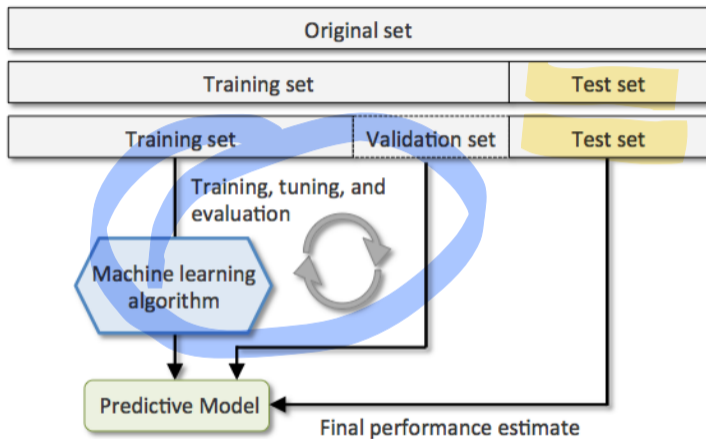 Original set
Training set Test set
Training set Validation set Test set
Training, tuning, and
evaluation
Machine learning
algorithm
Predictive Model
Final performance estimate